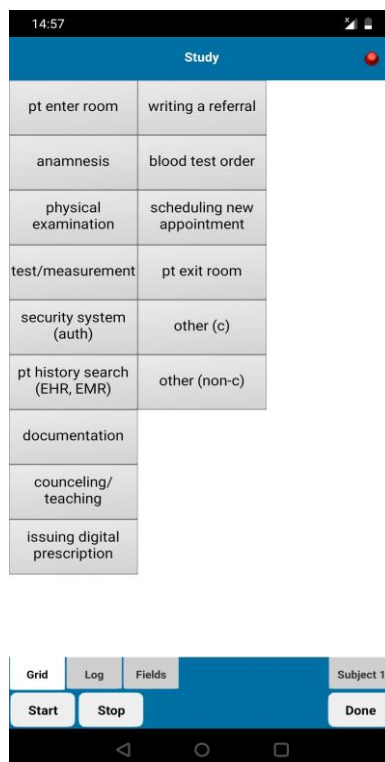 14:57
Study
pt enter room
writing a referral
anamnesis
blood test order
physical
examination
scheduling new
appointment
test/measurement
pt exit room
security system
(auth)
other (c)
pt history search
(EHR, EMR)
other (non-c)
documentation
counceling/
teaching
issuing digital
prescription
Grid
Log
Fields
Subject 1
Start
Stop
Done